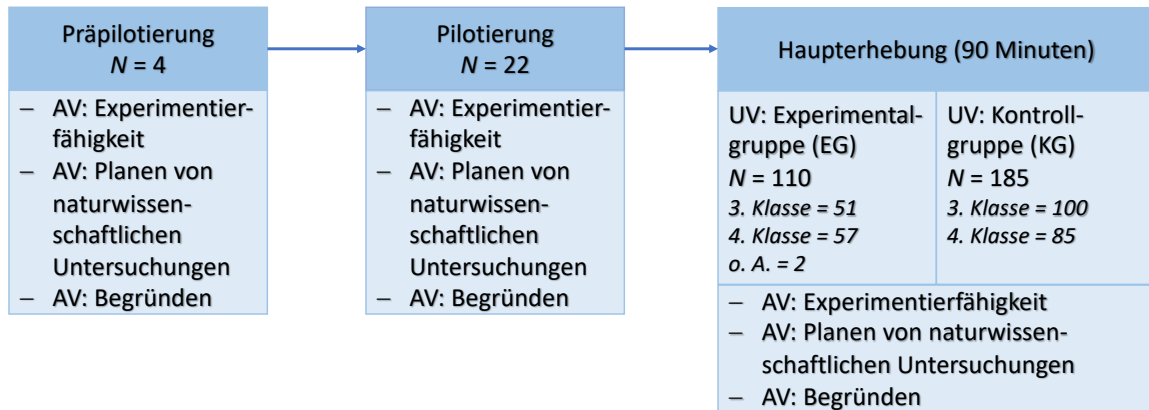 Präpilotierung
N = 4
– AV: Experimentier-
fähigkeit
– AV: Planen von
naturwissen-
schaftlichen
Untersuchungen
– AV: Begründen
Pilotierung
N = 22
– AV: Experimentier-
fähigkeit
– AV: Planen von
naturwissen-
schaftlichen
Untersuchungen
– AV: Begründen
Haupterhebung (90 Minuten)
UV: Experimental-
gruppe (EG)
N = 110
3. Klasse = 51
4. Klasse = 57
o. A. = 2
UV: Kontroll-
gruppe (KG)
N = 185
3. Klasse = 100
4. Klasse = 85
– AV: Experimentierfähigkeit
– AV: Planen von naturwissen-
schaftlichen Untersuchungen
– AV: Begründen